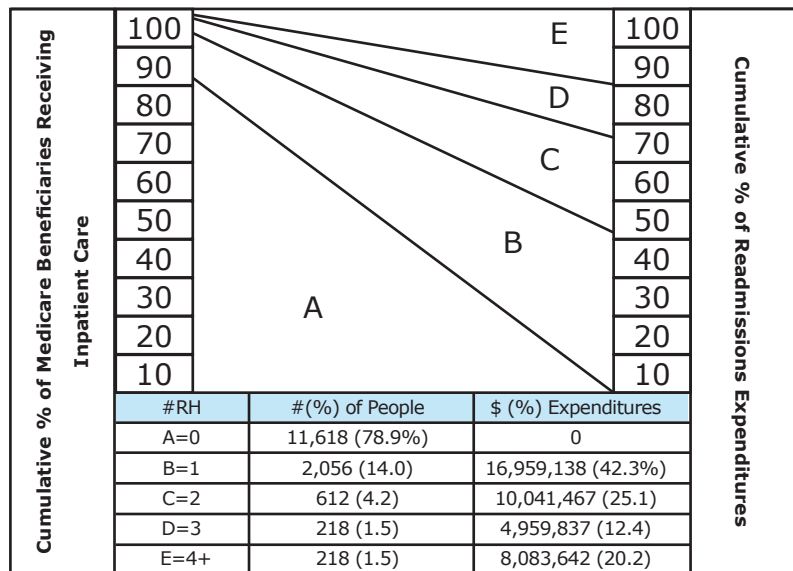 Cumulative % of Medicare Beneficiaries Receiving
Inpatient Care
100
90
80
70
60
50
40
30
20
10
E
D
C
B
A
100
90
80
70
60
50
40
30
20
10
Cumulative % of Readmissions Expenditures
#RH #(%) of People $ (%) Expenditures
A=0 11,618 (78.9%) 0
B=1 2,056 (14.0) 16,959,138 (42.3%)
C=2 612 (4.2) 10,041,467 (25.1)
D=3 218 (1.5) 4,959,837 (12.4)
E=4+ 218 (1.5) 8,083,642 (20.2)